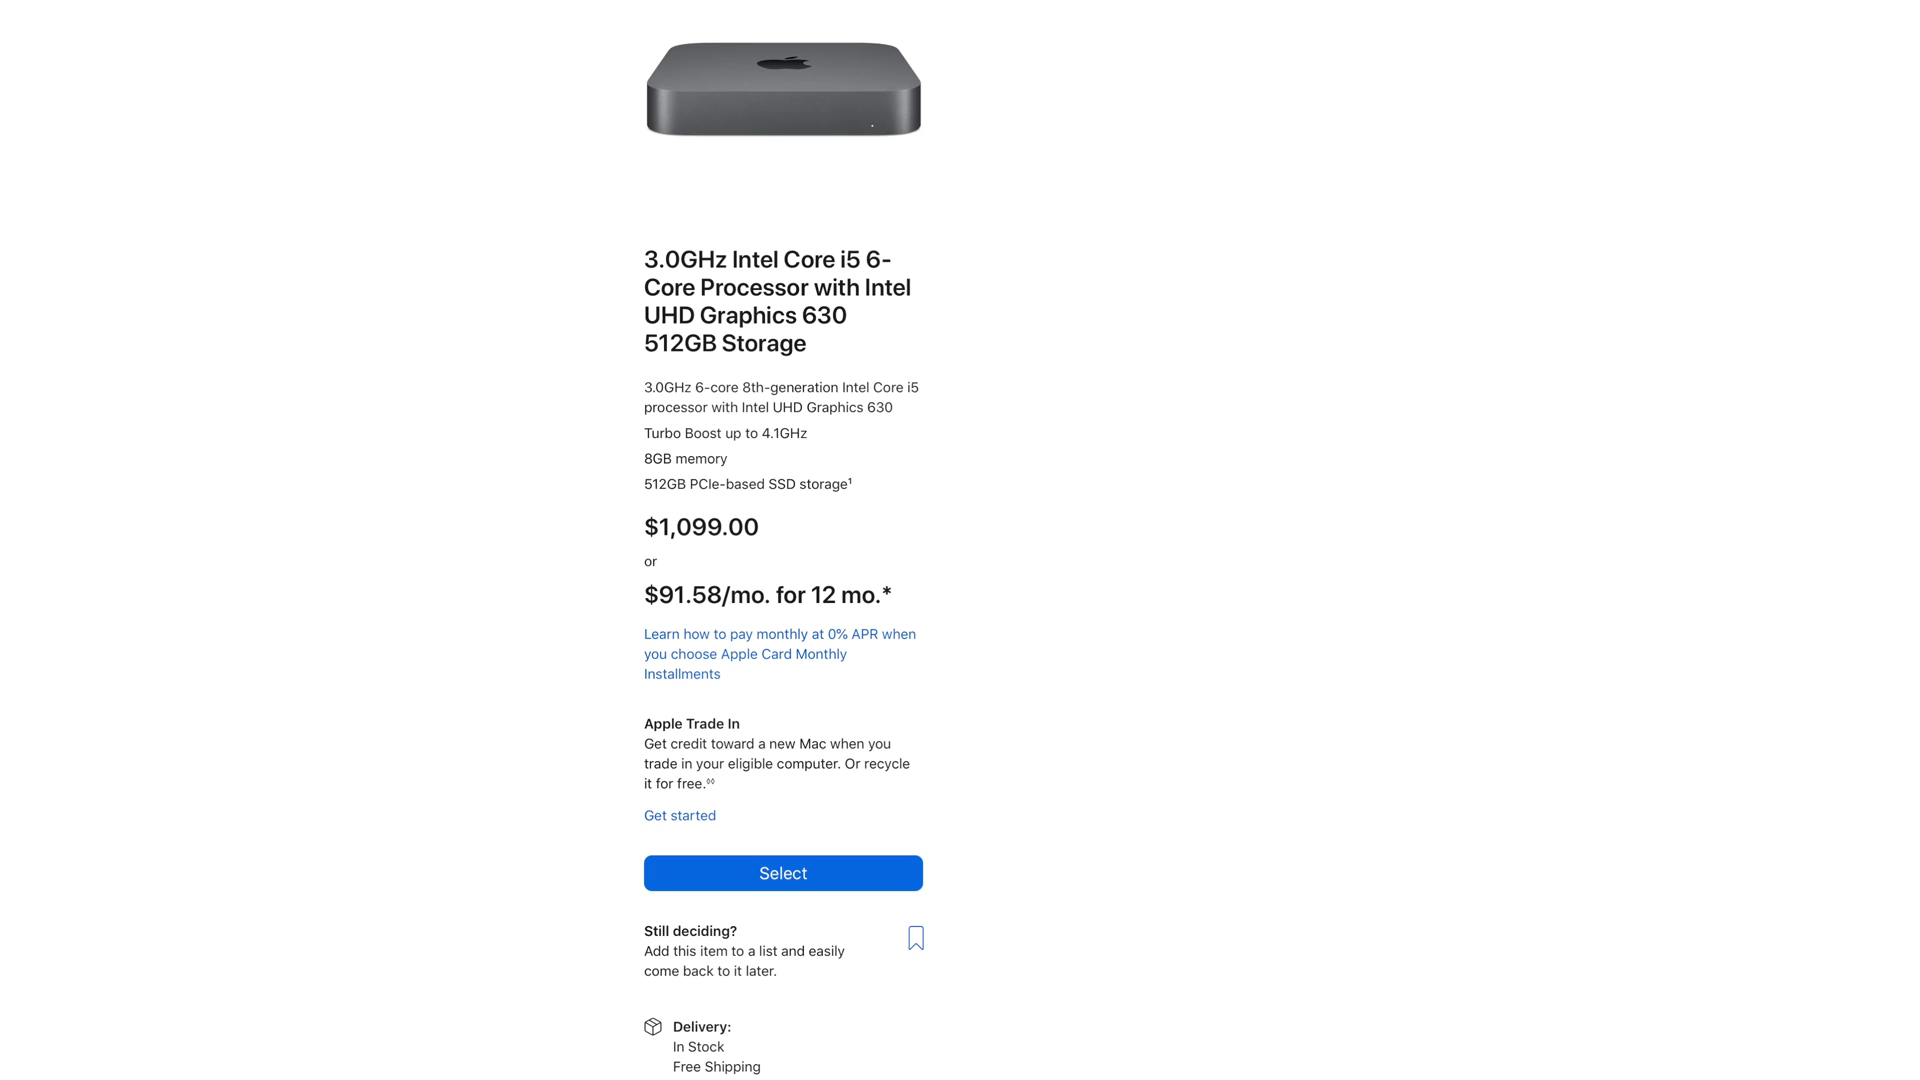 3.0GHz Intel Core i5 6-
Core Processor with Intel
UHD Graphics 630
512GB Storage
3.0GHz 6-core 8th-generation Intel Core i5
processor with Intel UHD Graphics 630
Turbo Boost up to 4.1GHz
8GB memory
512GB PCIe-based SSD storage¹
$1,099.00
or
$91.58/mo. for 12 mo.*
Learn how to pay monthly at 0% APR when
you choose Apple Card Monthly
Installments
Apple Trade In
Get credit toward a new Mac when you
trade in your eligible computer. Or recycle
it for free.◊◊
Get started
Select
Still deciding?
Add this item to a list and easily
come back to it later.
Delivery:
In Stock
Free Shipping